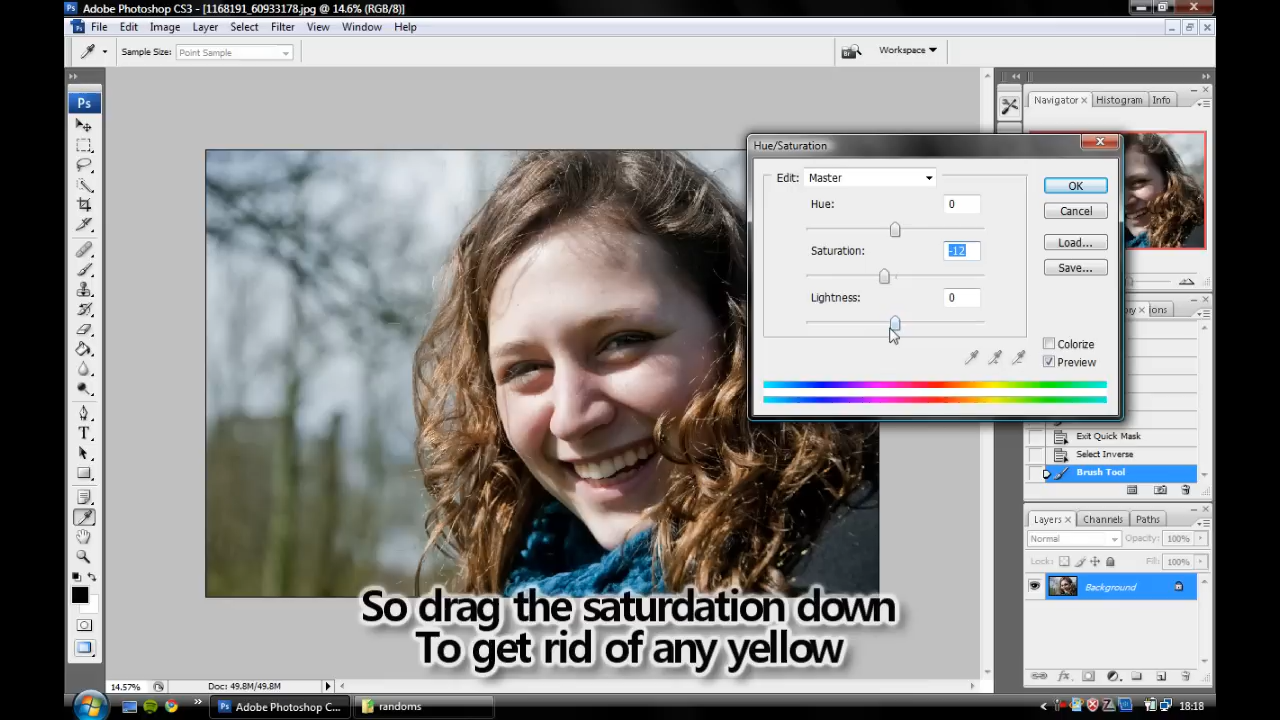 Adobe Photoshop CS3 - [1168191_60933178.jpg @ 14.6% (RGB/8)]
File Edit Image Layer Select Filter View Window Help
Sample Size: Point Sample
Workspace
Ps
Navigator Histogram Info
Hue/Saturation
Edit: Master
OK
Hue: 0
Cancel
Saturation: -12
Load...
Save...
Lightness: 0
Colorize
Preview
ions
Exit Quick Mask
Select Inverse
Brush Tool
Layers Channels Paths
Normal Opacity: 100%
Lock: Fill: 100%
Background
So drag the saturdation down
To get rid of any yellow
14.57% Doc: 49.8M/49.8M
Adobe Photoshop C... randoms 18:18